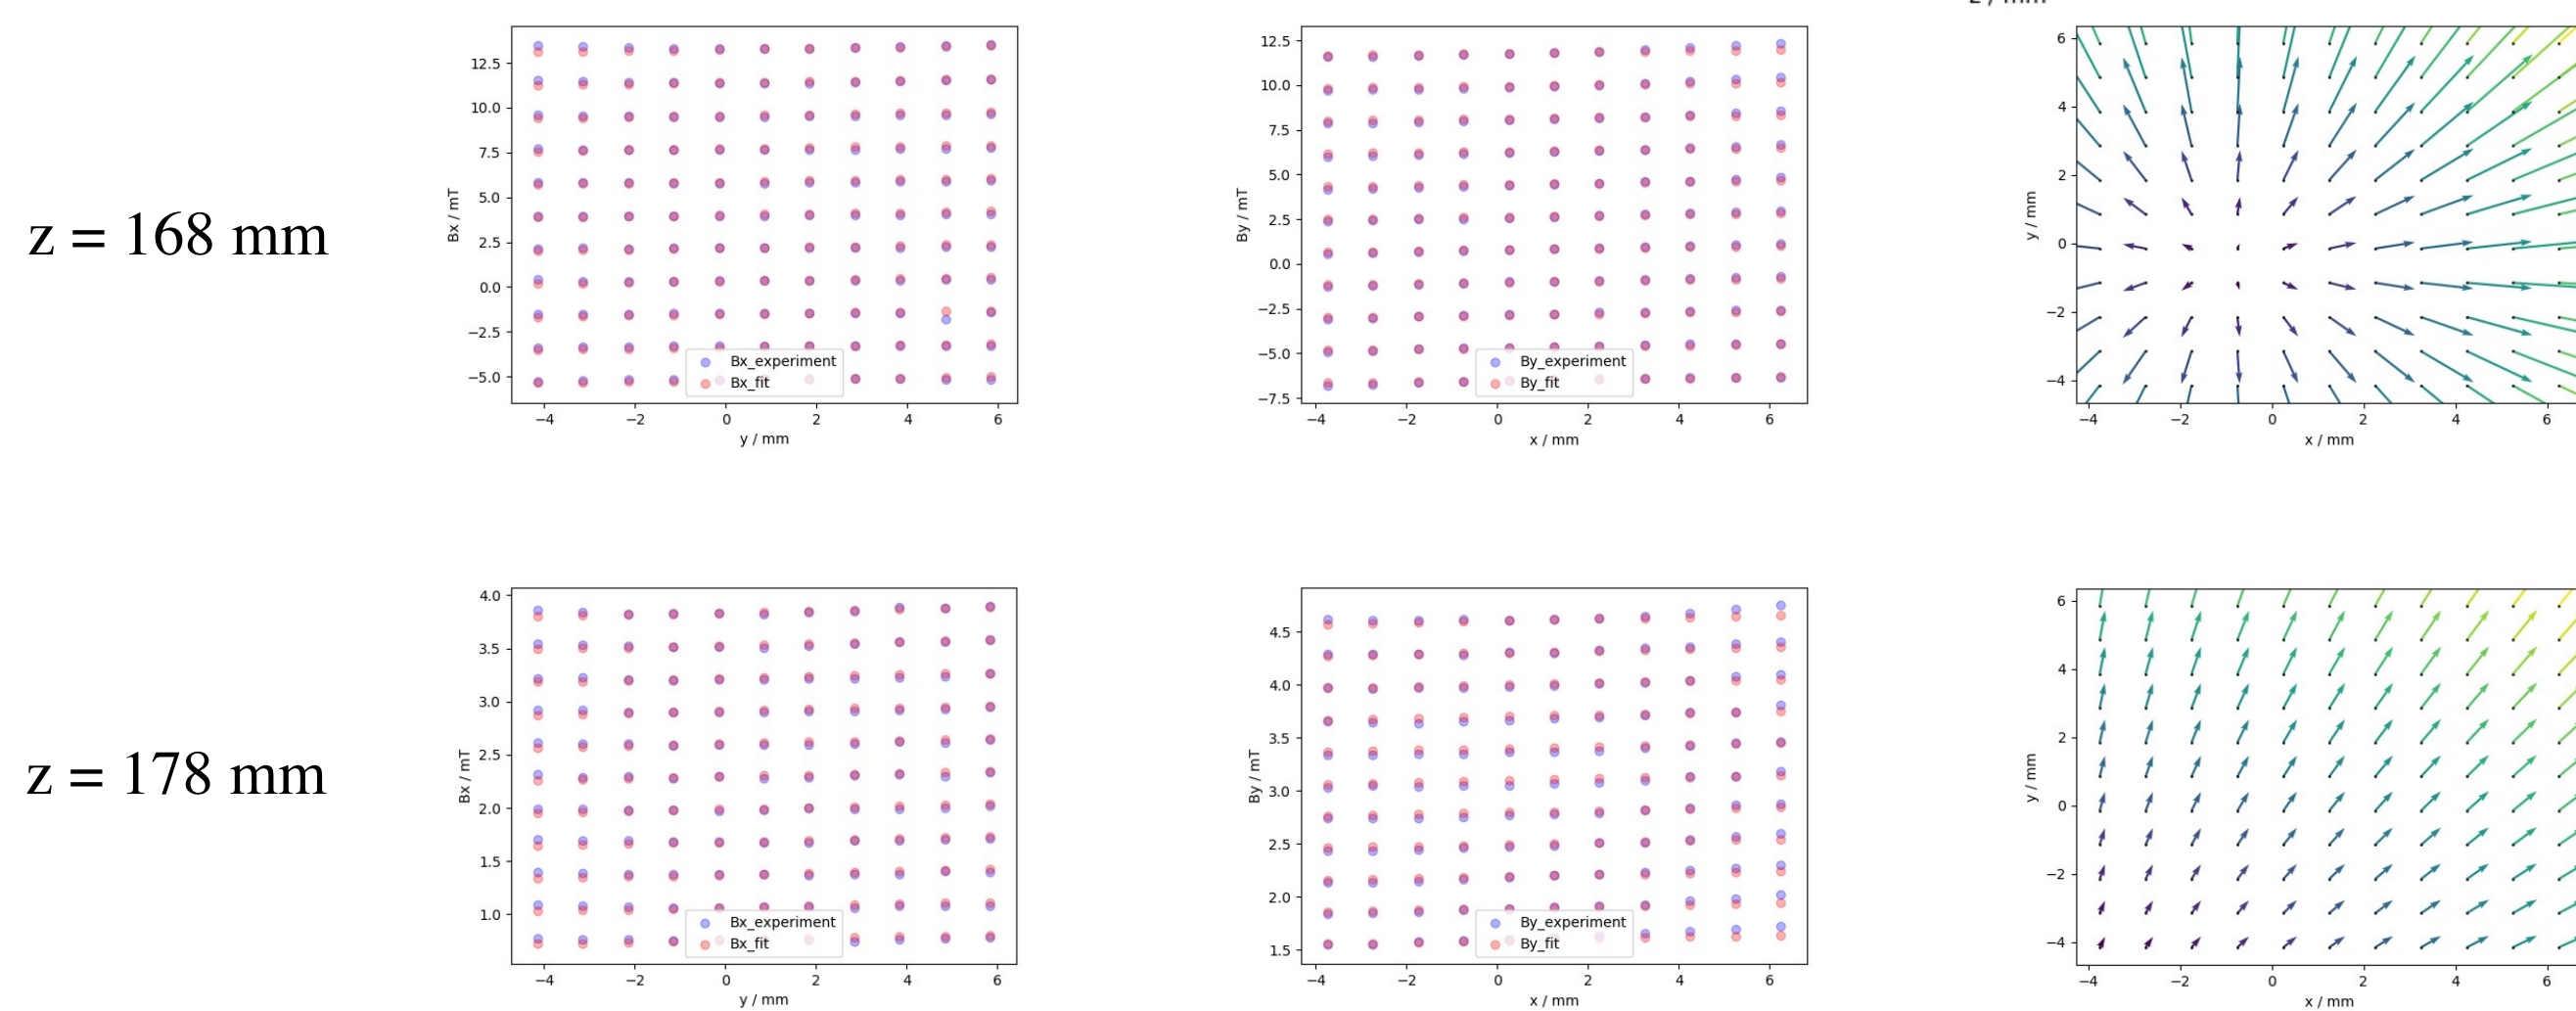 z / mm
z = 168 mm
12.5
10.0
7.5
5.0
2.5
0.0
−2.5
−5.0
Bx / mT
Bx_experiment
Bx_fit
−4 −2 0 2 4 6
y / mm
12.5
10.0
7.5
5.0
2.5
0.0
−2.5
−5.0
−7.5
By / mT
By_experiment
By_fit
−4 −2 0 2 4 6
x / mm
6
4
2
0
−2
−4
y / mm
−4 −2 0 2 4 6
x / mm
z = 178 mm
4.0
3.5
3.0
2.5
2.0
1.5
1.0
Bx / mT
Bx_experiment
Bx_fit
−4 −2 0 2 4 6
y / mm
4.5
4.0
3.5
3.0
2.5
2.0
1.5
By / mT
By_experiment
By_fit
−4 −2 0 2 4 6
x / mm
6
4
2
0
−2
−4
y / mm
−4 −2 0 2 4 6
x / mm